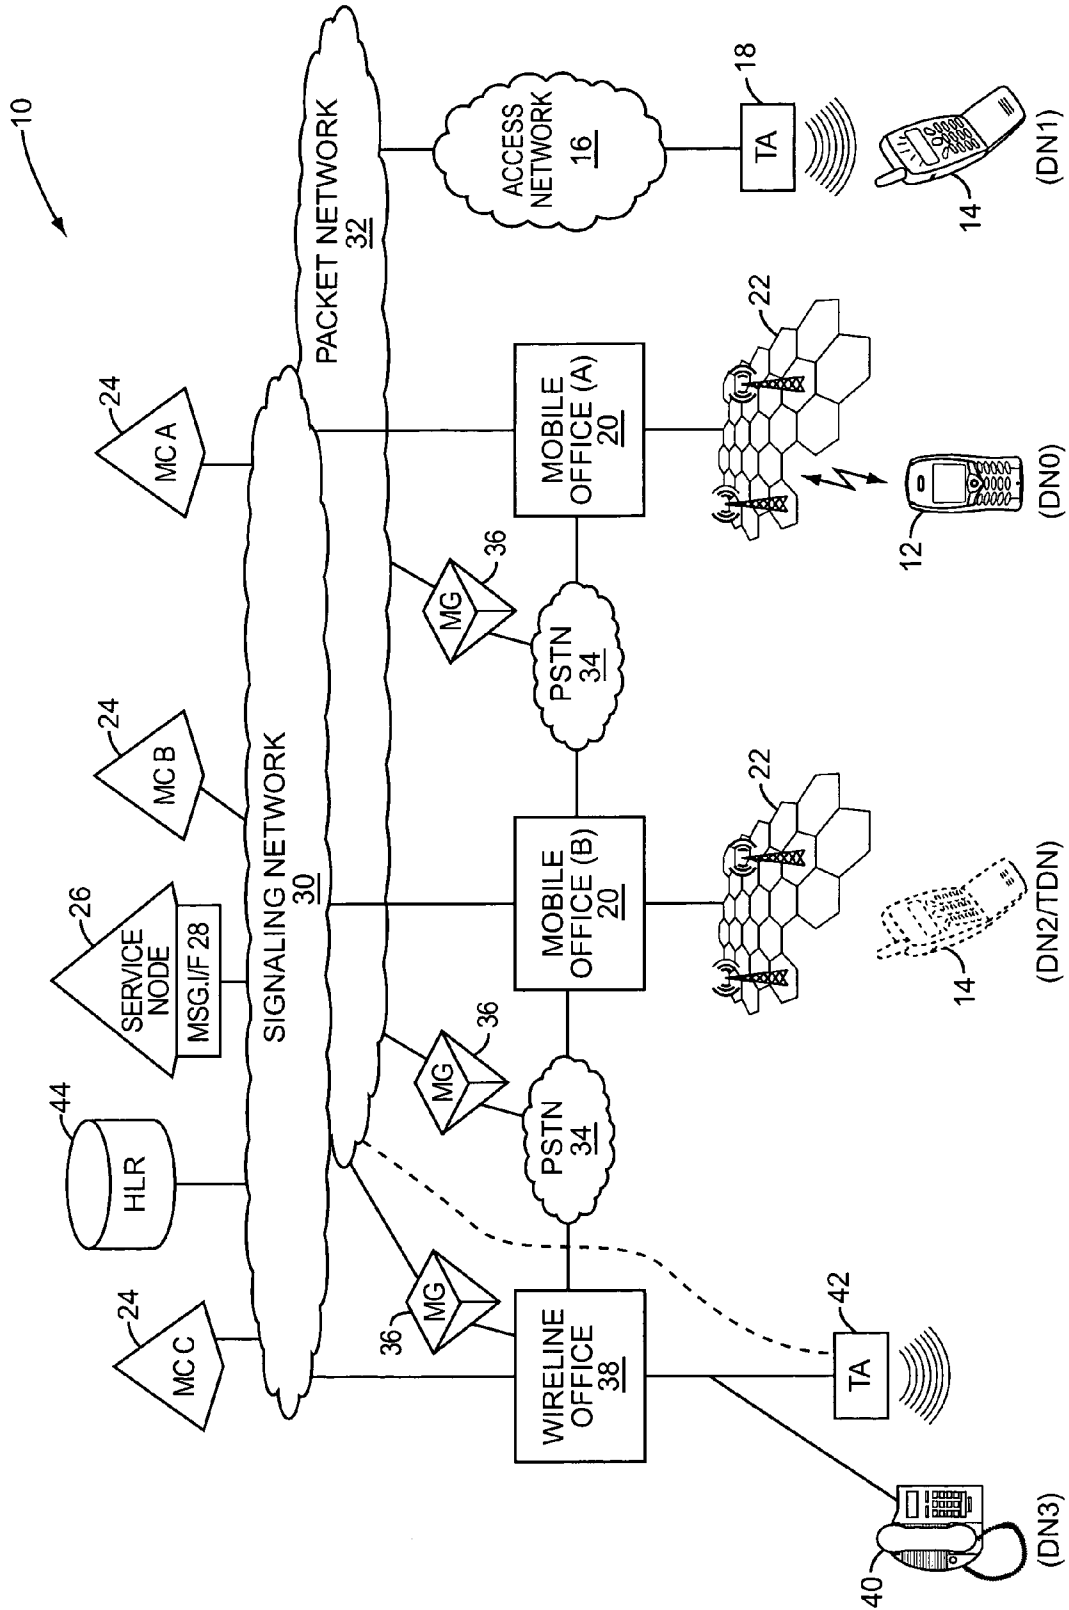 10
24
MC C
44
HLR
26
SERVICE
NODE
MSG.I/F 28
24
MC B
24
MC A
SIGNALING NETWORK
30
PACKET NETWORK
32
36
MG
MG
36
MG
36
ACCESS
NETWORK
16
WIRELINE
OFFICE
38
PSTN
34
MOBILE
OFFICE (B)
20
PSTN
34
MOBILE
OFFICE (A)
20
TA
18
22
22
TA
42
40
(DN3)
14
(DN2/TDN)
12
(DN0)
14
(DN1)